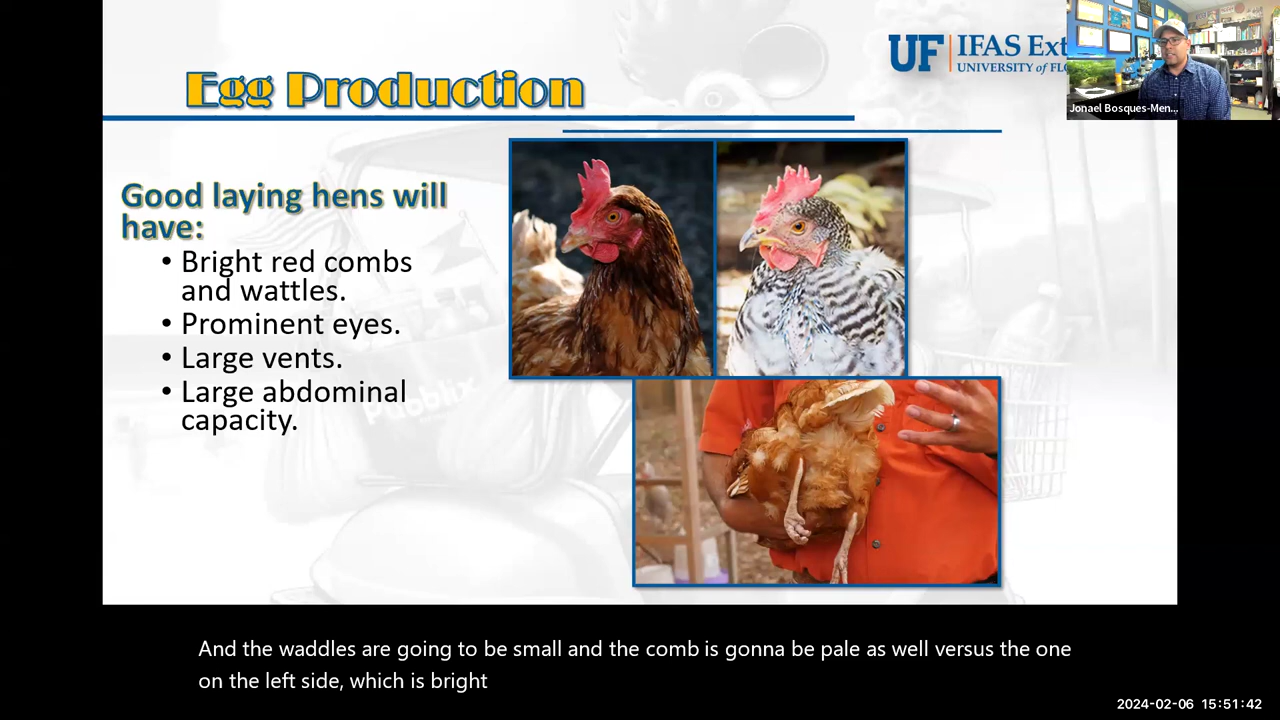 Egg Production
UF IFAS Ext
UNIVERSITY of FLO
Jonael Bosques-Men...
Good laying hens will
have:
• Bright red combs
and wattles.
• Prominent eyes.
• Large vents.
• Large abdominal
capacity.
And the waddles are going to be small and the comb is gonna be pale as well versus the one
on the left side, which is bright
2024-02-06 15:51:42